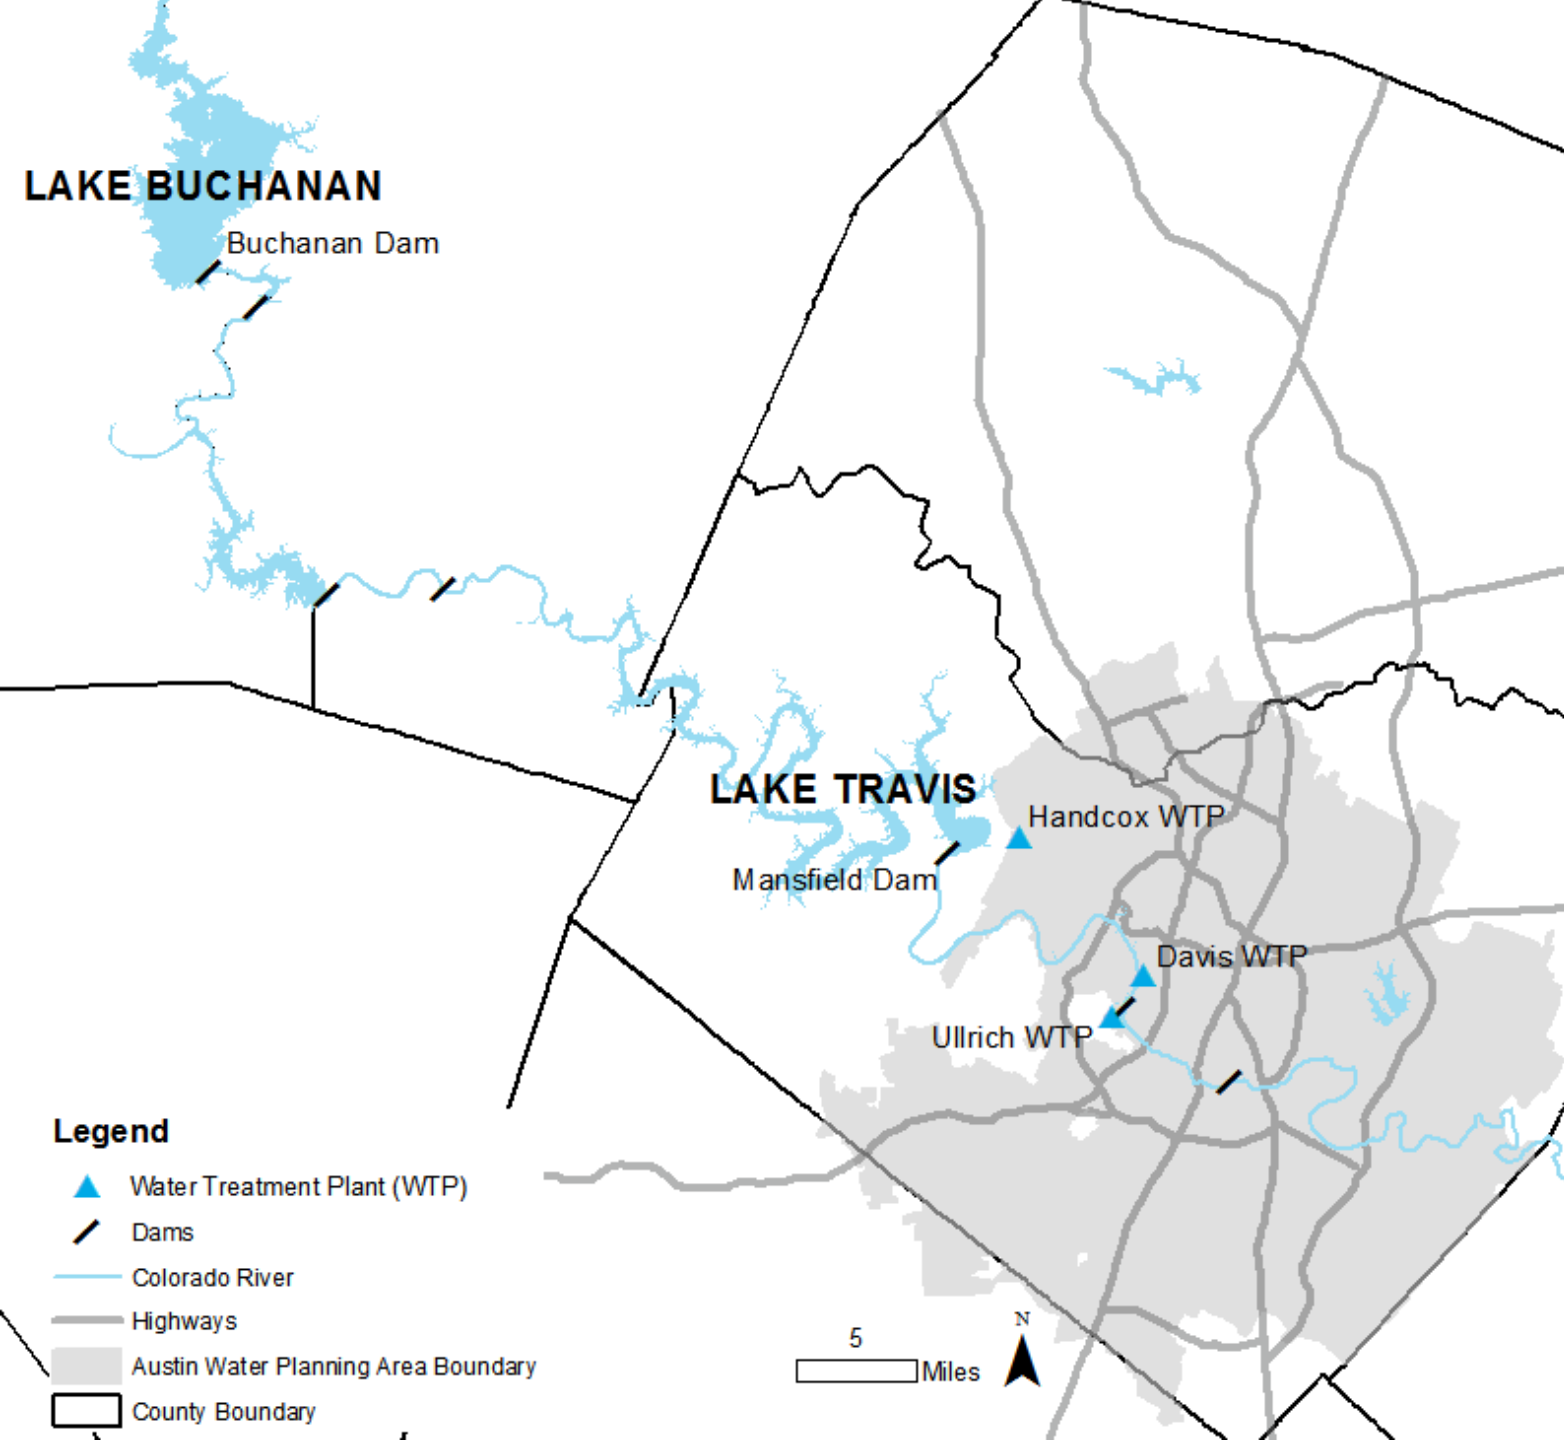 LAKE BUCHANAN
Buchanan Dam
LAKE TRAVIS
Handcox WTP
Mansfield Dam
Davis WTP
Ullrich WTP
Legend
Water Treatment Plant (WTP)
Dams
Colorado River
Highways
Austin Water Planning Area Boundary
County Boundary
5
Miles
N